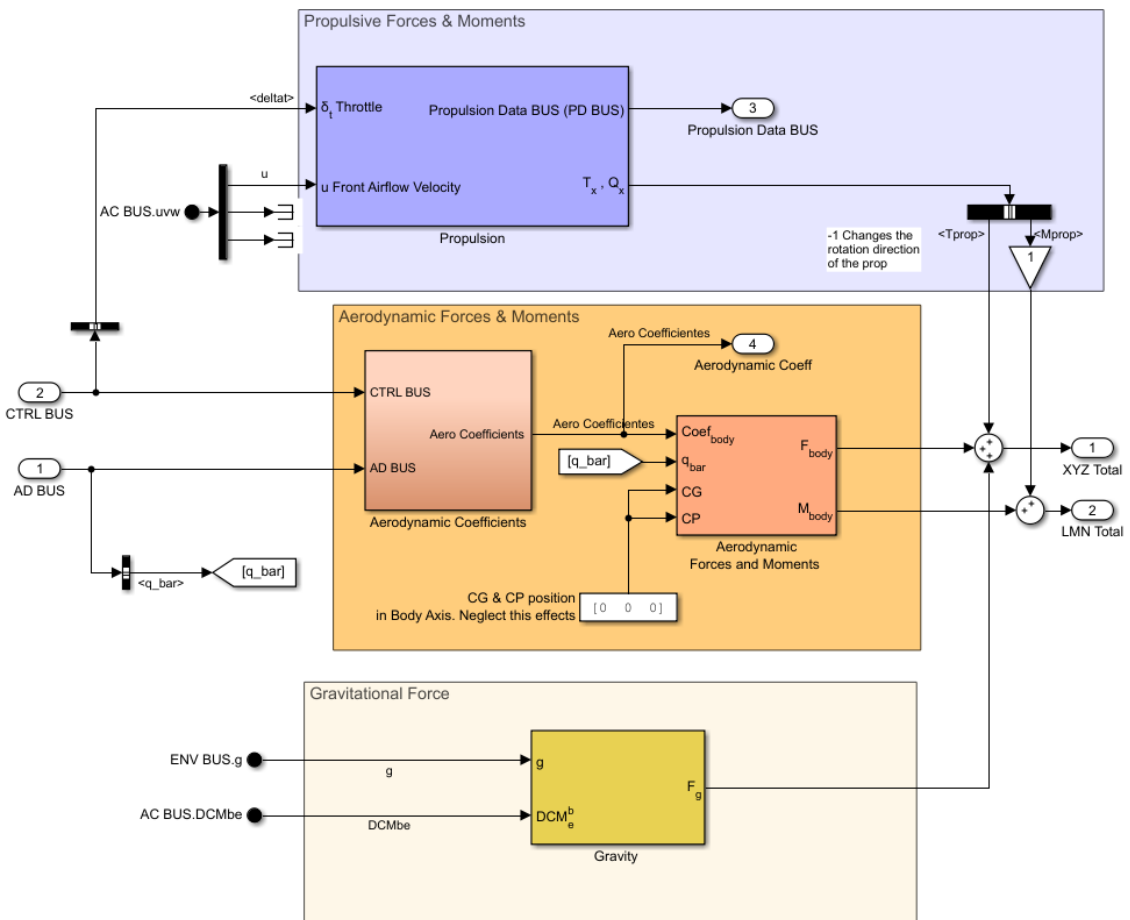 Propulsive Forces & Moments
<deltat>
δt Throttle
Propulsion Data BUS (PD BUS)
3
Propulsion Data BUS
u
u Front Airflow Velocity
Tx , Qx
AC BUS.uvw
Propulsion
-1 Changes the
rotation direction
of the prop
<Tprop>
<Mprop>
1
Aerodynamic Forces & Moments
Aero Coefficientes
4
Aerodynamic Coeff
2
CTRL BUS
CTRL BUS
Aero Coefficients
Aero Coefficientes
AD BUS
1
AD BUS
Aerodynamic Coefficients
[q_bar]
Coefbody
qbar
CG
CP
Fbody
Mbody
Aerodynamic
Forces and Moments
++
+
1
XYZ Total
++
2
LMN Total
<q_bar>
[q_bar]
CG & CP position
in Body Axis. Neglect this effects
[0 0 0]
Gravitational Force
ENV BUS.g
g
g
Fg
AC BUS.DCMbe
DCMbe
DCMeb
Gravity